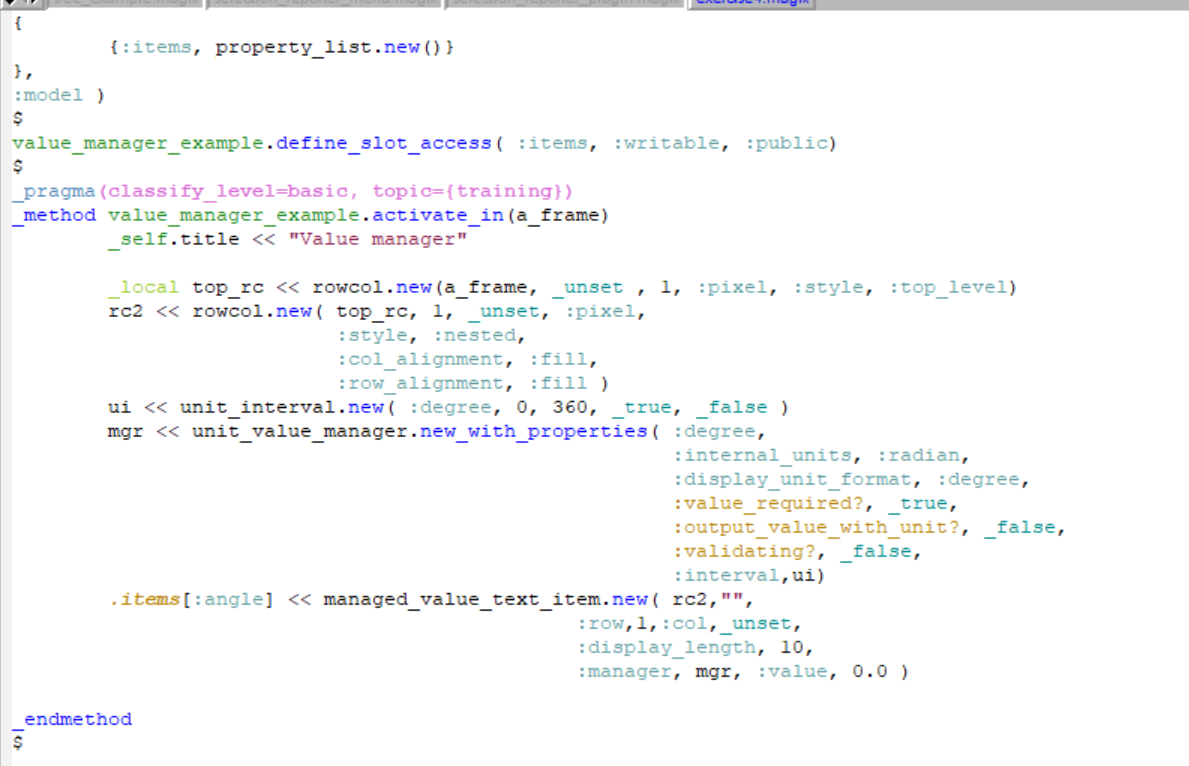 exercise4.magik
{
{:items, property_list.new()}
},
:model )
$
value_manager_example.define_slot_access( :items, :writable, :public)
$
_pragma(classify_level=basic, topic={training})
_method value_manager_example.activate_in(a_frame)
_self.title << "Value manager"
_local top_rc << rowcol.new(a_frame, _unset , 1, :pixel, :style, :top_level)
rc2 << rowcol.new( top_rc, 1, _unset, :pixel,
:style, :nested,
:col_alignment, :fill,
:row_alignment, :fill )
ui << unit_interval.new( :degree, 0, 360, _true, _false )
mgr << unit_value_manager.new_with_properties( :degree,
:internal_units, :radian,
:display_unit_format, :degree,
:value_required?, _true,
:output_value_with_unit?, _false,
:validating?, _false,
:interval,ui)
.items[:angle] << managed_value_text_item.new( rc2,"",
:row,1,:col,_unset,
:display_length, 10,
:manager, mgr, :value, 0.0 )
_endmethod
$